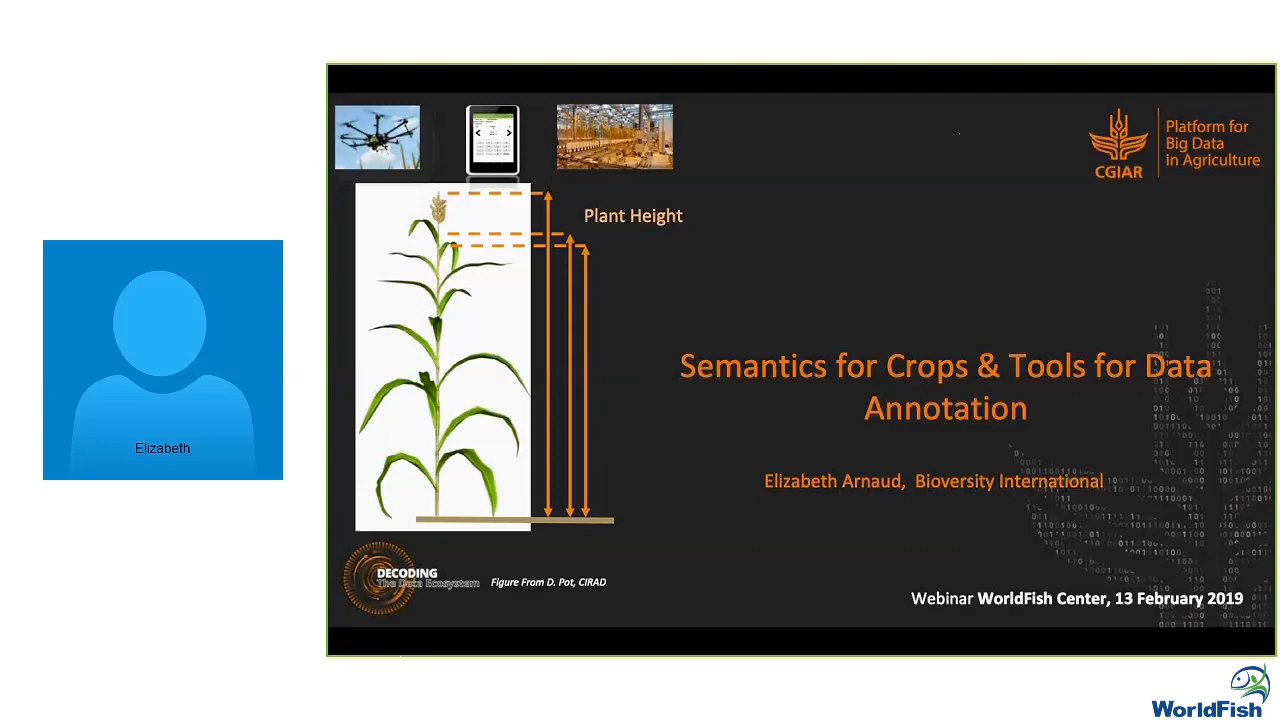 Elizabeth
Plant Height
CGIAR
Platform for
Big Data
in Agriculture
Semantics for Crops & Tools for Data
Annotation
Elizabeth Arnaud, Bioversity International
DECODING
The Data Ecosystem
Figure From D. Pot, CIRAD
Webinar WorldFish Center, 13 February 2019
WorldFish